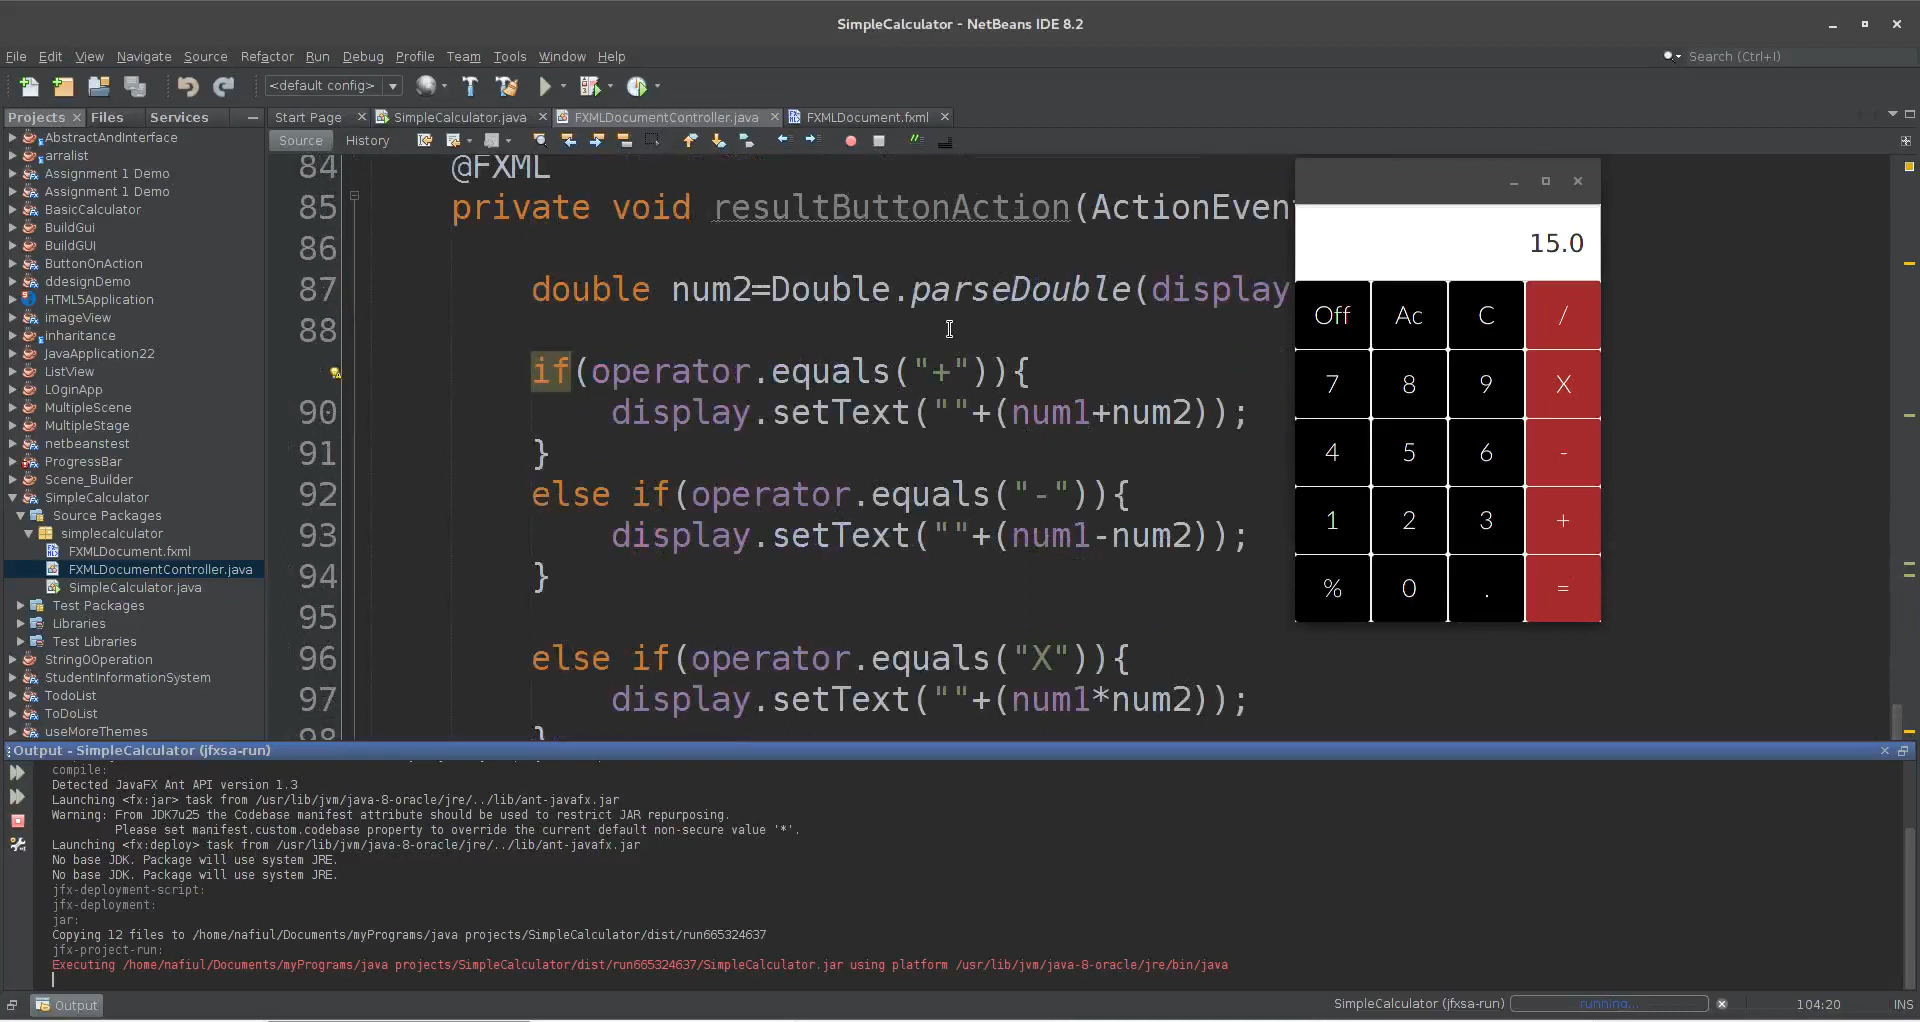 SimpleCalculator - NetBeans IDE 8.2
File Edit View Navigate Source Refactor Run Debug Profile Team Tools Window Help
Search (Ctrl+I)
<default config>
Projects Files Services
Start Page SimpleCalculator.java FXMLDocumentController.java FXMLDocument.fxml
Source History
AbstractAndInterface
arralist
Assignment 1 Demo
Assignment 1 Demo
BasicCalculator
BuildGui
BuildGUI
ButtonOnAction
ddesignDemo
HTML5Application
imageView
inheritance
JavaApplication22
ListView
LOginApp
MultipleScene
MultipleStage
netbeanstest
ProgressBar
Scene_Builder
SimpleCalculator
Source Packages
simplecalculator
FXMLDocument.fxml
FXMLDocumentController.java
SimpleCalculator.java
Test Packages
Libraries
Test Libraries
StringOOperation
StudentInformationSystem
TodoList
ToDoList
useMoreThemes
84 @FXML
85 private void resultButtonAction(ActionEven
86
87 double num2=Double.parseDouble(display
88
if(operator.equals("+")){
90 display.setText(""+(num1+num2));
91 }
92 else if(operator.equals("-")){
93 display.setText(""+(num1-num2));
94 }
95
96 else if(operator.equals("X")){
97 display.setText(""+(num1*num2));
98 }
15.0
Off Ac C /
7 8 9 X
4 5 6 -
1 2 3 +
% 0 . =
Output - SimpleCalculator (jfxsa-run)
compile:
Detected JavaFX Ant API version 1.3
Launching <fx:jar> task from /usr/lib/jvm/java-8-oracle/jre/../lib/ant-javafx.jar
Warning: From JDK7u25 the Codebase manifest attribute should be used to restrict JAR repurposing.
Please set manifest.custom.codebase property to override the current default non-secure value '*'.
Launching <fx:deploy> task from /usr/lib/jvm/java-8-oracle/jre/../lib/ant-javafx.jar
No base JDK. Package will use system JRE.
No base JDK. Package will use system JRE.
jfx-deployment-script:
jfx-deployment:
jar:
Copying 12 files to /home/nafiul/Documents/myPrograms/java projects/SimpleCalculator/dist/run665324637
jfx-project-run:
Executing /home/nafiul/Documents/myPrograms/java projects/SimpleCalculator/dist/run665324637/SimpleCalculator.jar using platform /usr/lib/jvm/java-8-oracle/jre/bin/java
Output
SimpleCalculator (jfxsa-run) running... 104:20 INS